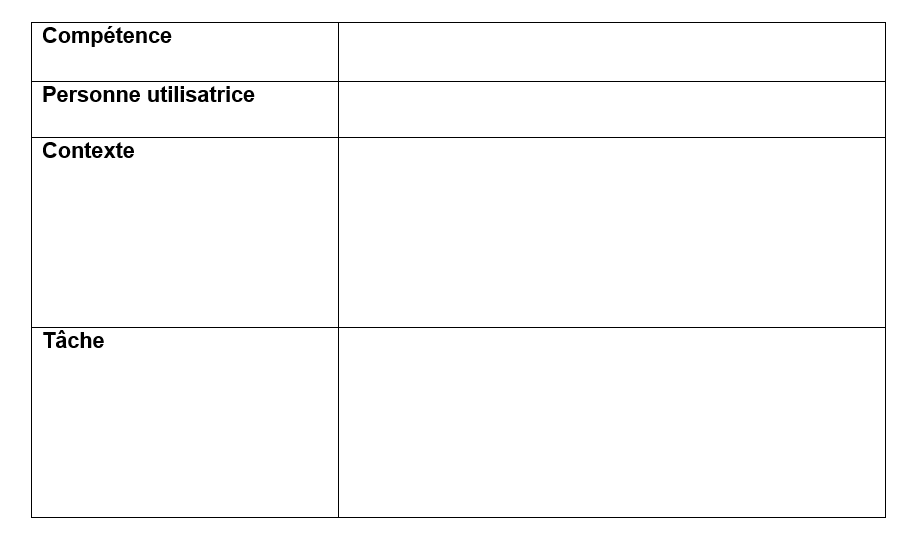 Compétence
Personne utilisatrice
Contexte
Tâche